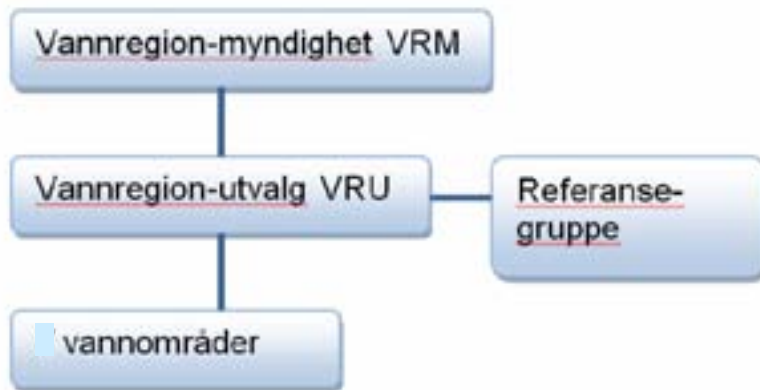 Vannregion-myndighet VRM
Vannregion-utvalg VRU
Referanse-
gruppe
vannområder